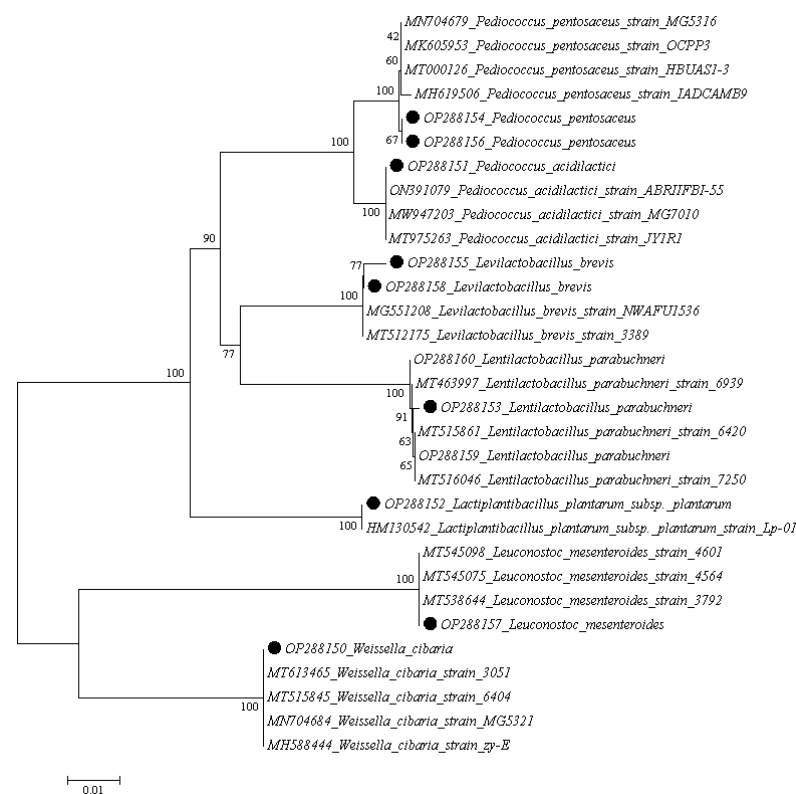 MN704679_Pediococcus_pentosaceus_strain_MG5316
42
MK605953_Pediococcus_pentosaceus_strain_OCPP3
60
MT000126_Pediococcus_pentosaceus_strain_HBUAS1-3
100
MH619506_Pediococcus_pentosaceus_strain_IADCAMB9
OP288154_Pediococcus_pentosaceus
67
OP288156_Pediococcus_pentosaceus
100
OP288151_Pediococcus_acidilactici
ON391079_Pediococcus_acidilactici_strain_ABRIIFBI-55
100
MW947203_Pediococcus_acidilactici_strain_MG7010
MT975263_Pediococcus_acidilactici_strain_JY1R1
90
77
OP288155_Levilactobacillus_brevis
OP288158_Levilactobacillus_brevis
100
MG551208_Levilactobacillus_brevis_strain_NWAFU1536
MT512175_Levilactobacillus_brevis_strain_3389
77
OP288160_Lentilactobacillus_parabuchneri
MT463997_Lentilactobacillus_parabuchneri_strain_6939
100
OP288153_Lentilactobacillus_parabuchneri
91
MT515861_Lentilactobacillus_parabuchneri_strain_6420
63
OP288159_Lentilactobacillus_parabuchneri
65
MT516046_Lentilactobacillus_parabuchneri_strain_7250
100
OP288152_Lactiplantibacillus_plantarum_subsp._plantarum
100
HM130542_Lactiplantibacillus_plantarum_subsp._plantarum_strain_Lp-01
MT545098_Leuconostoc_mesenteroides_strain_4601
100
MT545075_Leuconostoc_mesenteroides_strain_4564
MT538644_Leuconostoc_mesenteroides_strain_3792
OP288157_Leuconostoc_mesenteroides
OP288150_Weissella_cibaria
MT613465_Weissella_cibaria_strain_3051
MT515845_Weissella_cibaria_strain_6404
100
MN704684_Weissella_cibaria_strain_MG5321
MH588444_Weissella_cibaria_strain_zy-E
0.01